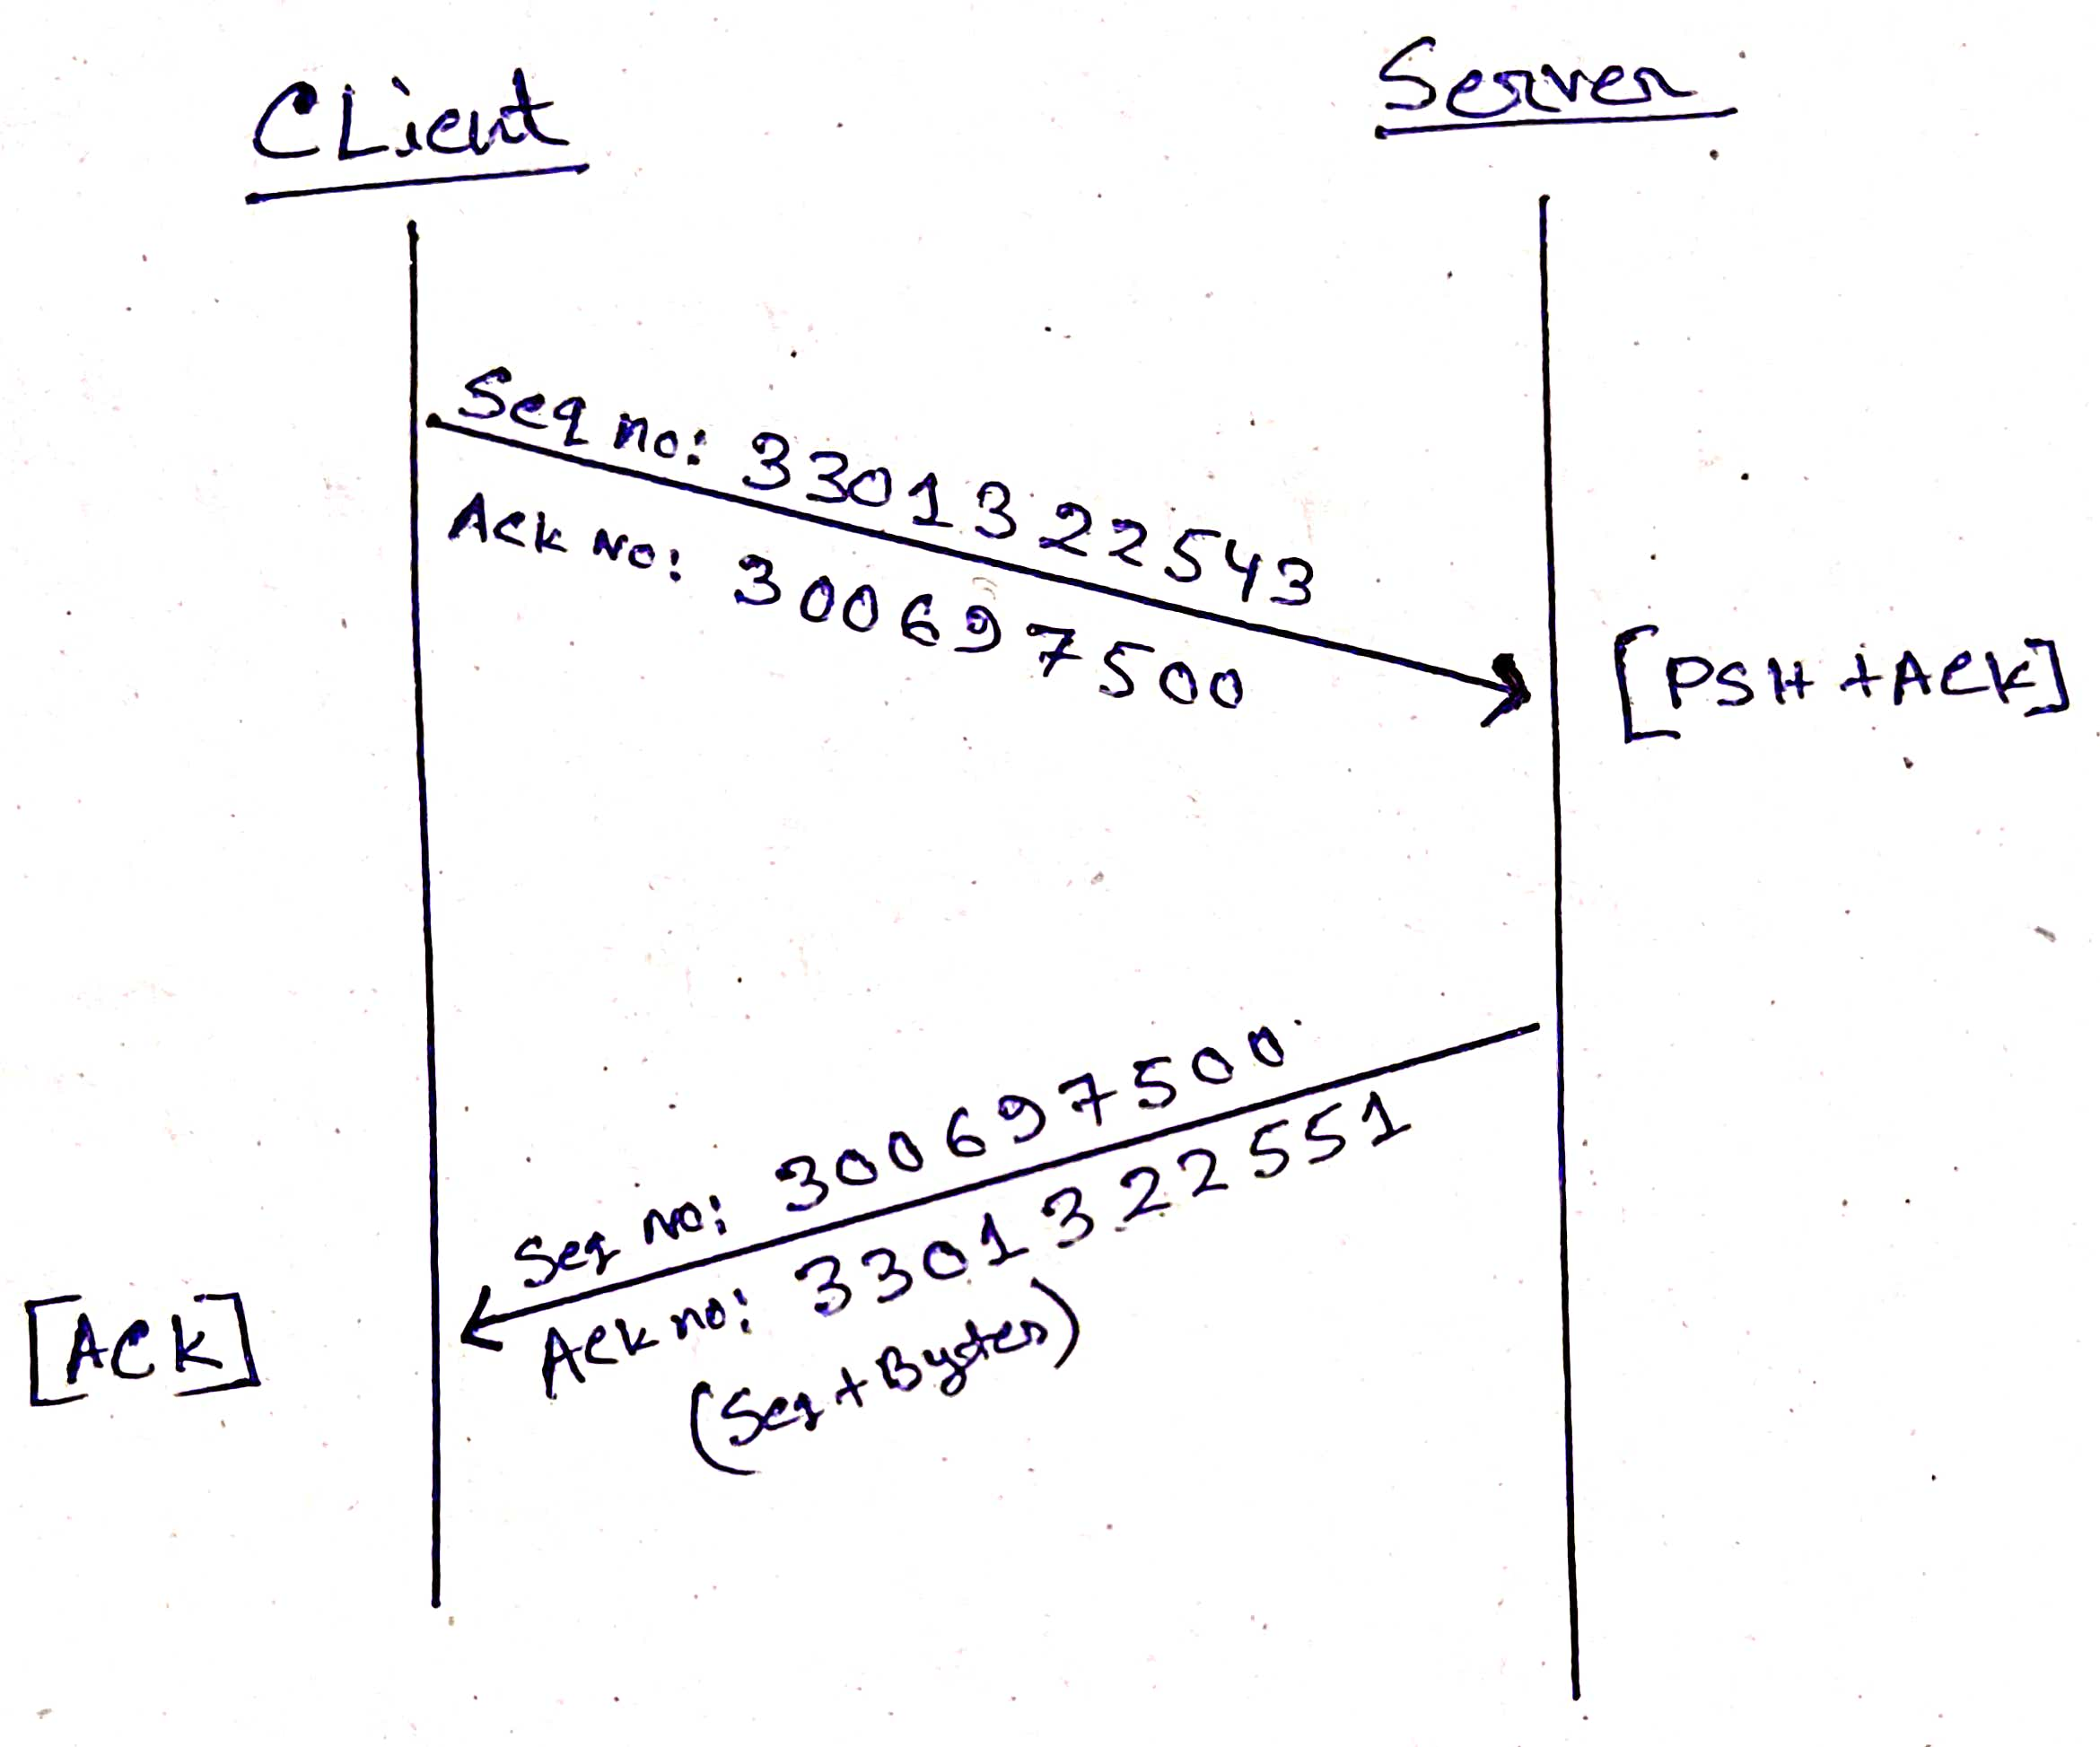 CLient
Server
Seq no: 3301322543
Ack No: 300697500
[PSH+ACK]
Seq No: 300697500
Ack no: 3301322551
(Seq+Bytes)
[ACK]